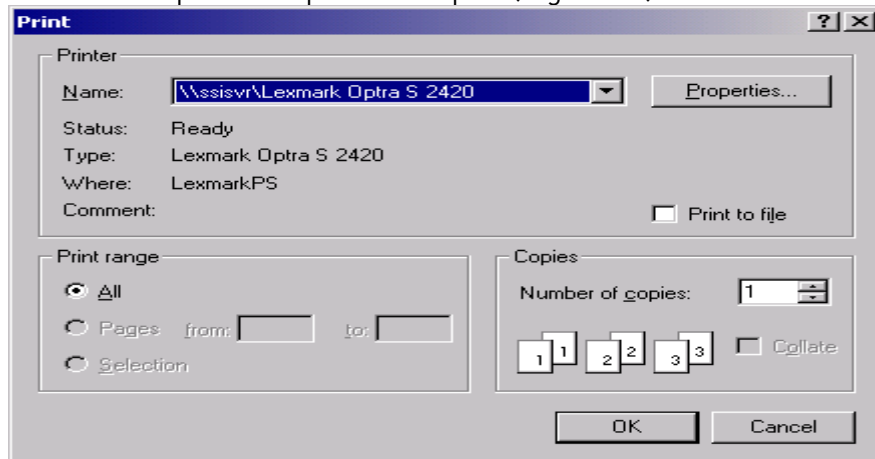 Print
Printer
Name: \\ssisvr\Lexmark Optra S 2420 Properties...
Status: Ready
Type: Lexmark Optra S 2420
Where: LexmarkPS
Comment: Print to file
Print range
All
Pages from: to:
Selection
Copies
Number of copies: 1
1 1 2 2 3 3 Collate
OK Cancel